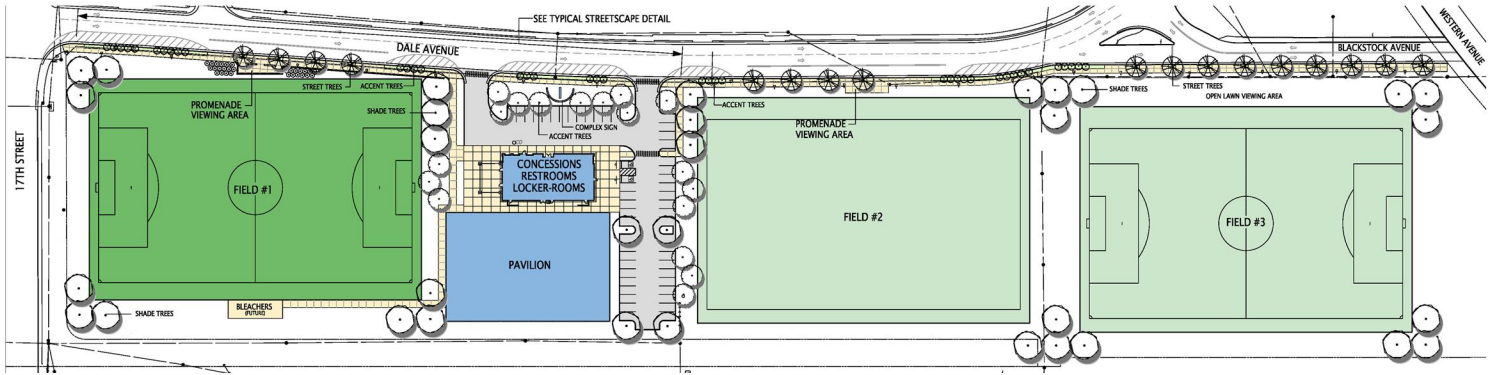 SEE TYPICAL STREETSCAPE DETAIL
DALE AVENUE
WESTERN AVENUE
BLACKSTOCK AVENUE
STREET TREES
ACCENT TREES
PROMENADE
VIEWING AREA
SHADE TREES
COMPLEX SIGN
ACCENT TREES
ACCENT TREES
PROMENADE
VIEWING AREA
SHADE TREES
STREET TREES
OPEN LAWN VIEWING AREA
17TH STREET
FIELD #1
CONCESSIONS
RESTROOMS
LOCKER-ROOMS
FIELD #2
FIELD #3
PAVILION
BLEACHERS
(FUTURE)
SHADE TREES